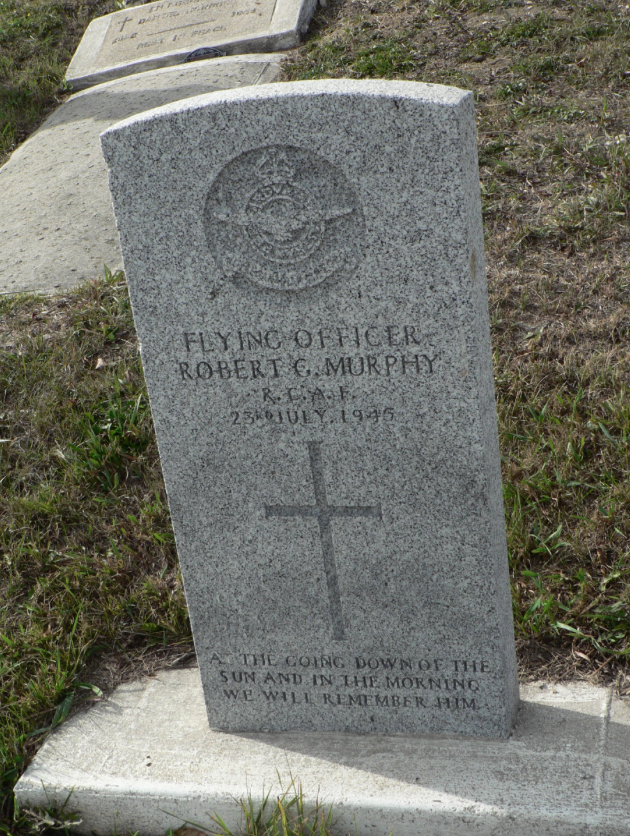 FLYING OFFICER
ROBERT G. MURPHY
R.C.A.F.
23RD JULY, 1945
AT THE GOING DOWN OF THE
SUN AND IN THE MORNING
WE WILL REMEMBER HIM